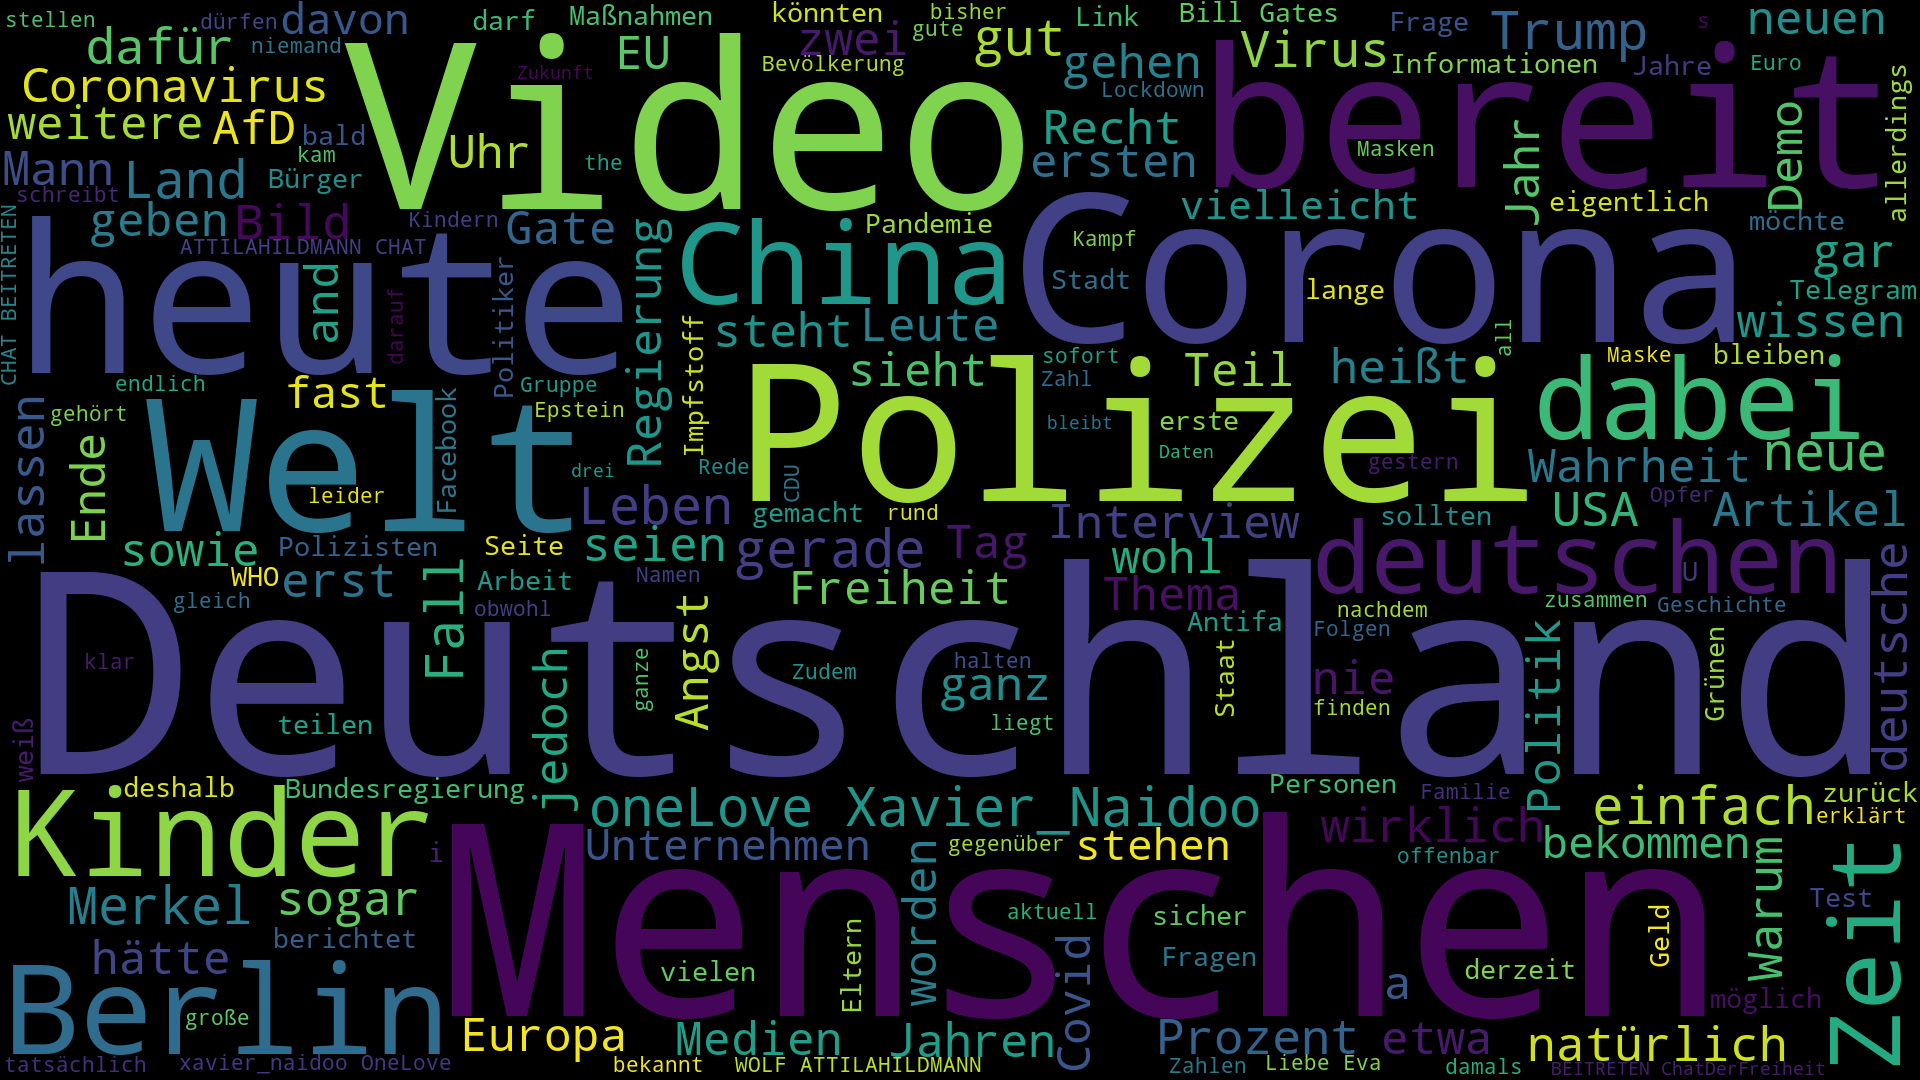 stellen
dürfen
davon
darf
Maßnahmen
könnten
bisher
Link
Bill Gates
Frage
Trump
s
neuen
dafür
niemand
EU
zwei
gute
gut
Virus
Video
Zukunft
Bevölkerung
gehen
Informationen
Jahre
Euro
Coronavirus
bereit
Lockdown
allerdings
weitere
AfD
bald
Uhr
the
Recht
Masken
Jahr
Demo
kam
ersten
Mann
Land
Bürger
schreibt
geben
Bild
Kindern
Gate
Regierung
China
Pandemie
Corona
Kampf
vielleicht
eigentlich
möchte
gar
CHAT BEITRETEN
ATTILAHILDMANN CHAT
heute
and
darauf
Politiker
Stadt
lange
Telegram
steht
Leute
wissen
Impfstoff
all
endlich
fast
Gruppe
sieht
sofort
Zahl
Teil
heißt
Maske
bleiben
dabei
lassen
gehört
Ende
Welt
Facebook
Epstein
Polizei
bleibt
erste
neue
leider
drei
Rede
CDU
Daten
gestern
Wahrheit
Leben
gemacht
rund
Interview
sollten
USA
Opfer
Artikel
sowie
Polizisten
Seite
seien
gerade
Tag
wohl
deutschen
U
deutsche
WHO
erst
Fall
Arbeit
Namen
Freiheit
Thema
zusammen
Geschichte
gleich
obwohl
Angst
Antifa
nachdem
Folgen
Politik
Grünen
Deutschland
klar
jedoch
ganze
Zudem
halten
ganz
Staat
nie
weiß
teilen
liegt
finden
Kinder
deshalb
Bundesregierung
oneLove Xavier_Naidoo
Personen
Familie
einfach
zurück
erklärt
i
Menschen
Unternehmen
worden
gegenüber
stehen
wirklich
offenbar
bekommen
Warum
Zeit
Merkel
sogar
aktuell
sicher
Test
hätte
berichtet
vielen
Eltern
Covid
Fragen
a
derzeit
Geld
möglich
Berlin
große
Europa
Medien
Jahren
Prozent
etwa
natürlich
tatsächlich
xavier_naidoo OneLove
bekannt
WOLF ATTILAHILDMANN
Zahlen
Liebe Eva
damals
BEITRETEN ChatDerFreiheit